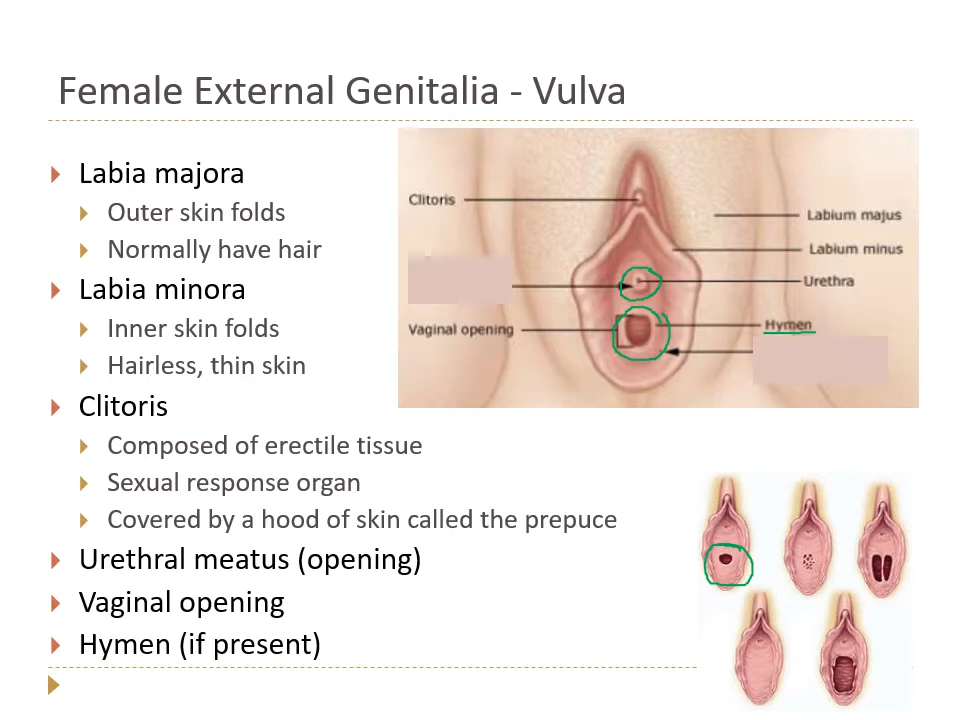 Female External Genitalia - Vulva
Labia majora
Outer skin folds
Normally have hair
Labia minora
Inner skin folds
Hairless, thin skin
Clitoris
Composed of erectile tissue
Sexual response organ
Covered by a hood of skin called the prepuce
Urethral meatus (opening)
Vaginal opening
Hymen (if present)
Clitoris
Labium majus
Labium minus
Urethra
Vaginal opening
Hymen